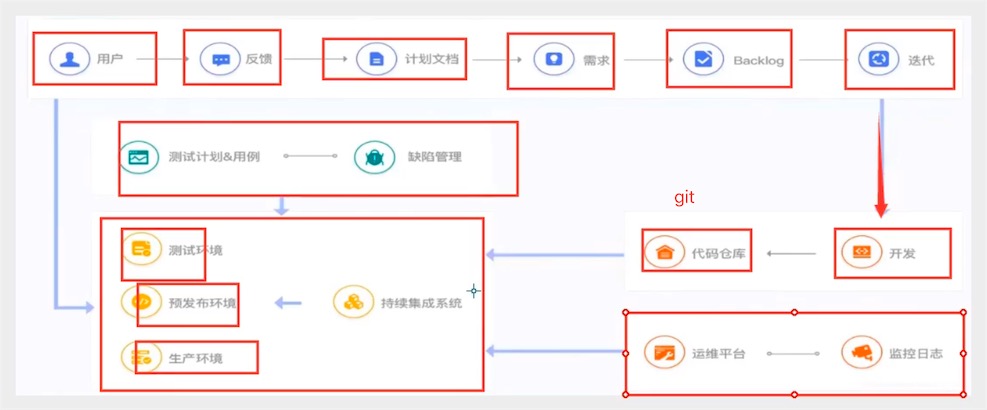 用户
反馈
计划文档
需求
Backlog
迭代
测试计划&用例
缺陷管理
git
测试环境
代码仓库
开发
预发布环境
持续集成系统
生产环境
运维平台
监控日志